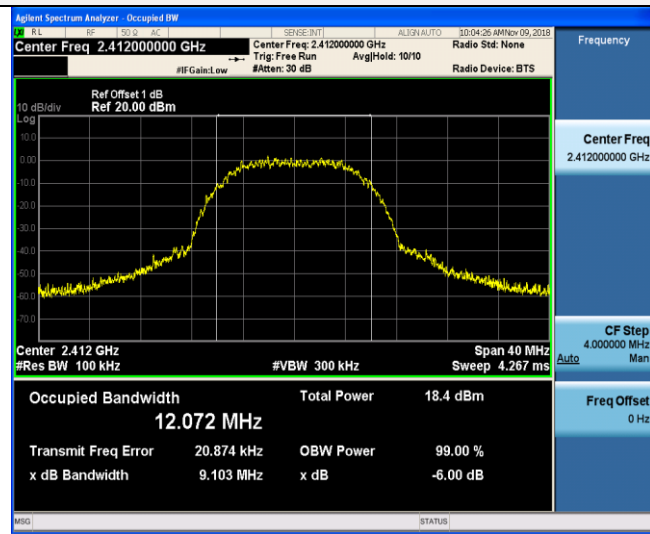 Agilent Spectrum Analyzer - Occupied BW
RL RF 50 Ω AC SENSE:INT ALIGN AUTO 10:04:26 AM Nov 09, 2018
Center Freq 2.412000000 GHz
Center Freq: 2.412000000 GHz
Radio Std: None
Trig: Free Run Avg|Hold: 10/10
#IFGain:Low #Atten: 30 dB Radio Device: BTS
Frequency
Ref Offset 1 dB
10 dB/div Ref 20.00 dBm
Log
10.0
0.00
-10.0
-20.0
-30.0
-40.0
-50.0
-60.0
-70.0
Center 2.412 GHz Span 40 MHz
#Res BW 100 kHz #VBW 300 kHz Sweep 4.267 ms
Occupied Bandwidth Total Power 18.4 dBm
12.072 MHz
Transmit Freq Error 20.874 kHz OBW Power 99.00 %
x dB Bandwidth 9.103 MHz x dB -6.00 dB
Center Freq
2.412000000 GHz
CF Step
4.000000 MHz
Auto Man
Freq Offset
0 Hz
MSG STATUS